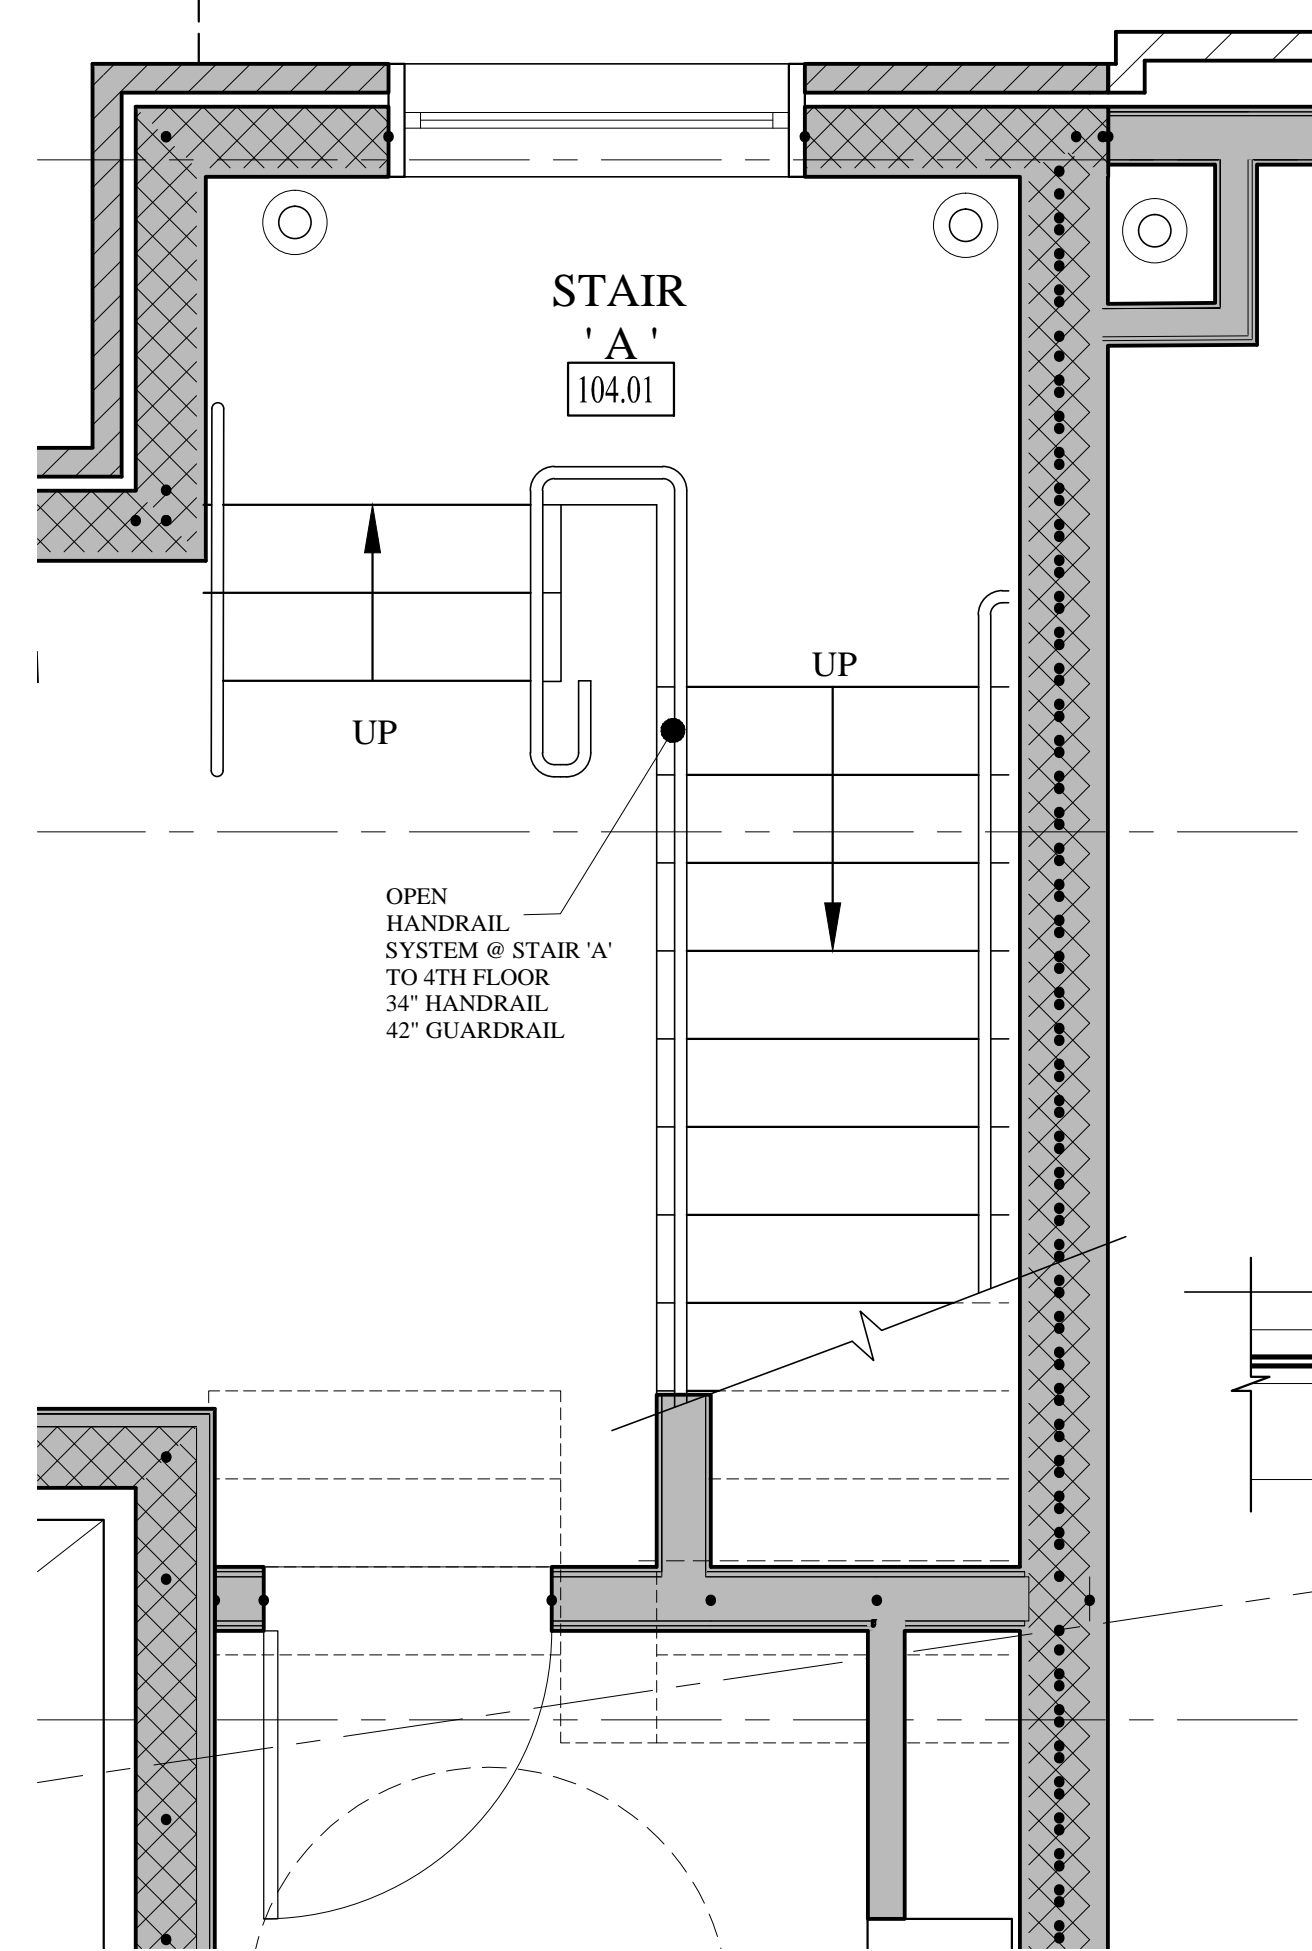 STAIR
' A '
104.01
UP
UP
OPEN
HANDRAIL
SYSTEM @ STAIR 'A'
TO 4TH FLOOR
34" HANDRAIL
42" GUARDRAIL